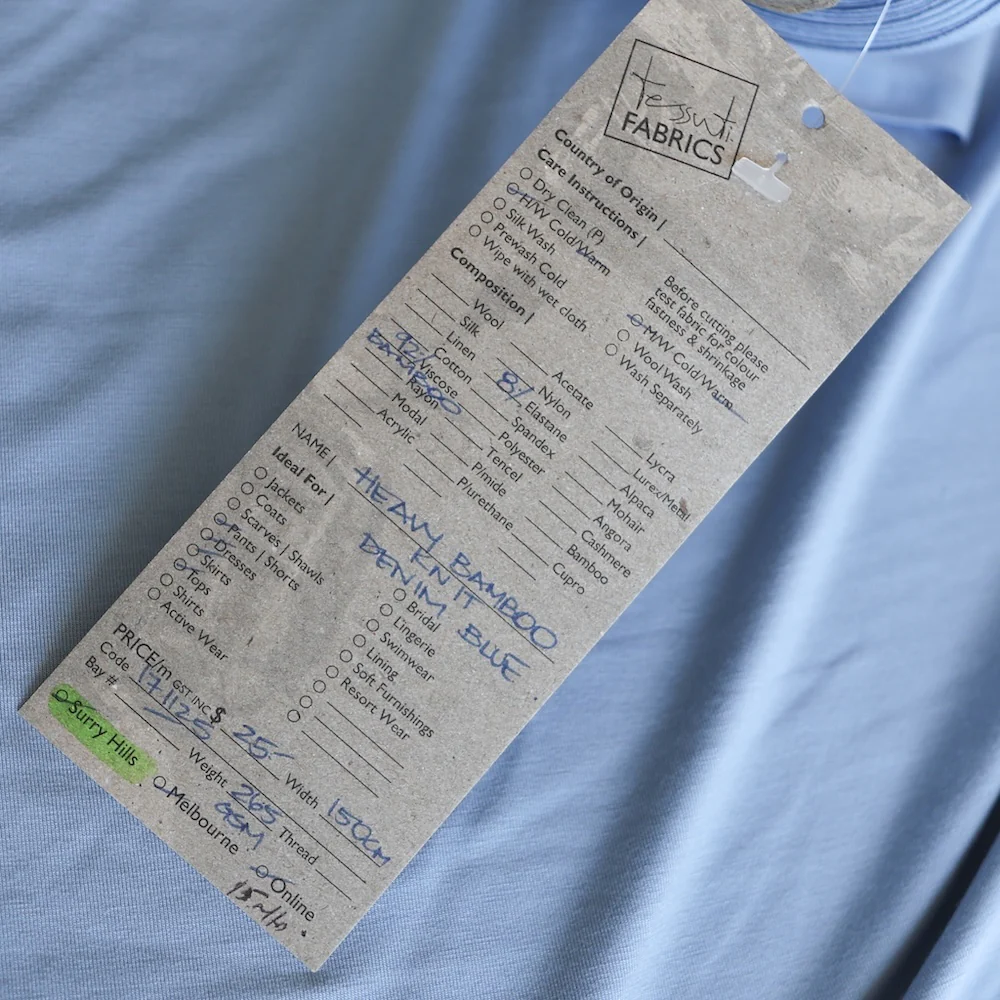 tessuti
FABRICS
Country of Origin |
Care Instructions |
Dry Clean (P)
H/W Cold/Warm
Silk Wash
Prewash Cold
Wipe with wet cloth
Before cutting please
test fabric for colour
fastness & shrinkage
M/W Cold/Warm
Wool Wash
Wash Separately
Composition |
Wool
Silk
Linen
Cotton
92% Viscose
BAMBOO Rayon
Modal
Acrylic
Acetate
Nylon
8% Elastane
Spandex
Polyester
Tencel
P/mide
P/urethane
Lycra
Lurex/Metal
Alpaca
Mohair
Angora
Cashmere
Bamboo
Cupro
NAME | HEAVY BAMBOO
KNIT
DENIM BLUE
Ideal For |
Jackets
Coats
Scarves | Shawls
Pants | Shorts
Dresses
Skirts
Tops
Shirts
Active Wear
Bridal
Lingerie
Swimwear
Lining
Soft Furnishings
Resort Wear
PRICE/m GST INC $ 25-
Code 171125
Width 150cm
Bay #
Weight 265
GSM
Thread
Surry Hills
Melbourne
Online